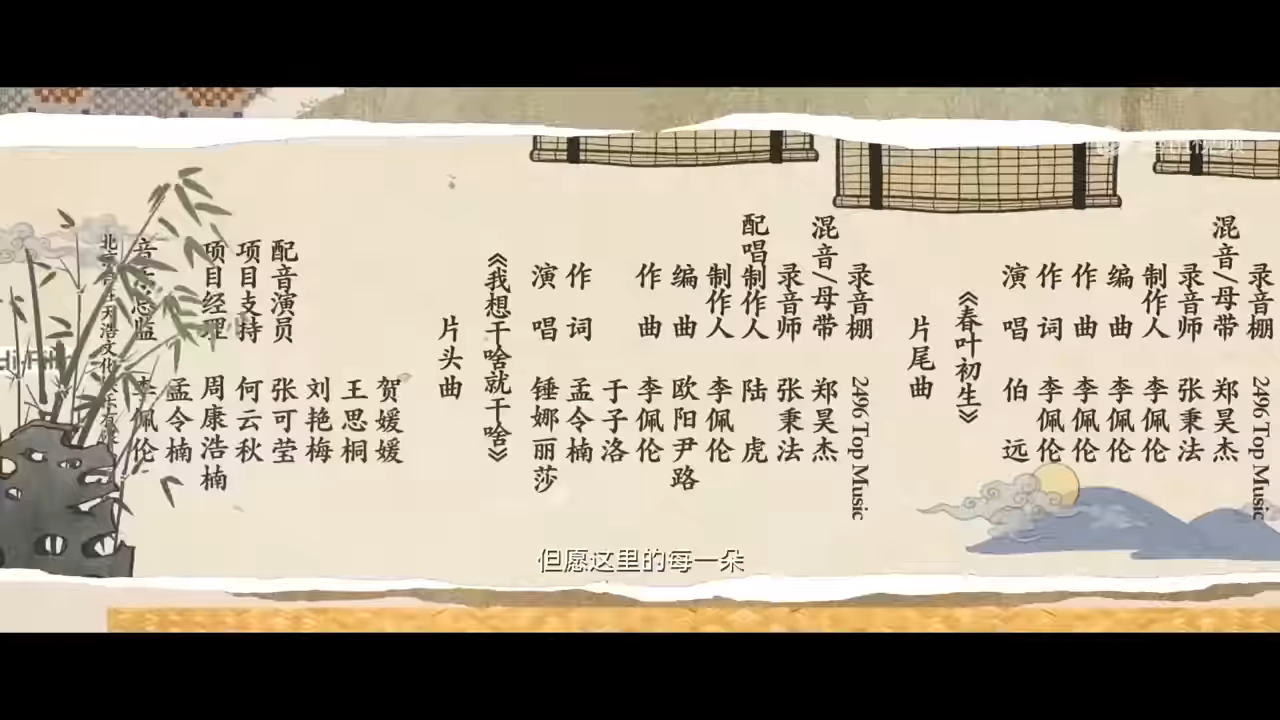 总监 李佩伦
孟令楠
项目经理 周康浩楠
项目支持 何云秋
配音演员 张可莹
刘艳梅
王思桐
贺媛媛
片头曲
《我想干啥就干啥》
演唱 锤娜丽莎
作词 孟令楠
于子洛
作曲 李佩伦
编曲 欧阳尹路
制作人 李佩伦
配唱制作人 陆虎
录音师 张秉法
混音/母带 郑昊杰
录音棚 2496 Top Music
片尾曲
《春叶初生》
演唱 伯远
作词 李佩伦
作曲 李佩伦
编曲 李佩伦
制作人 李佩伦
录音师 张秉法
混音/母带 郑昊杰
录音棚 2496 Top Music
但愿这里的每一朵